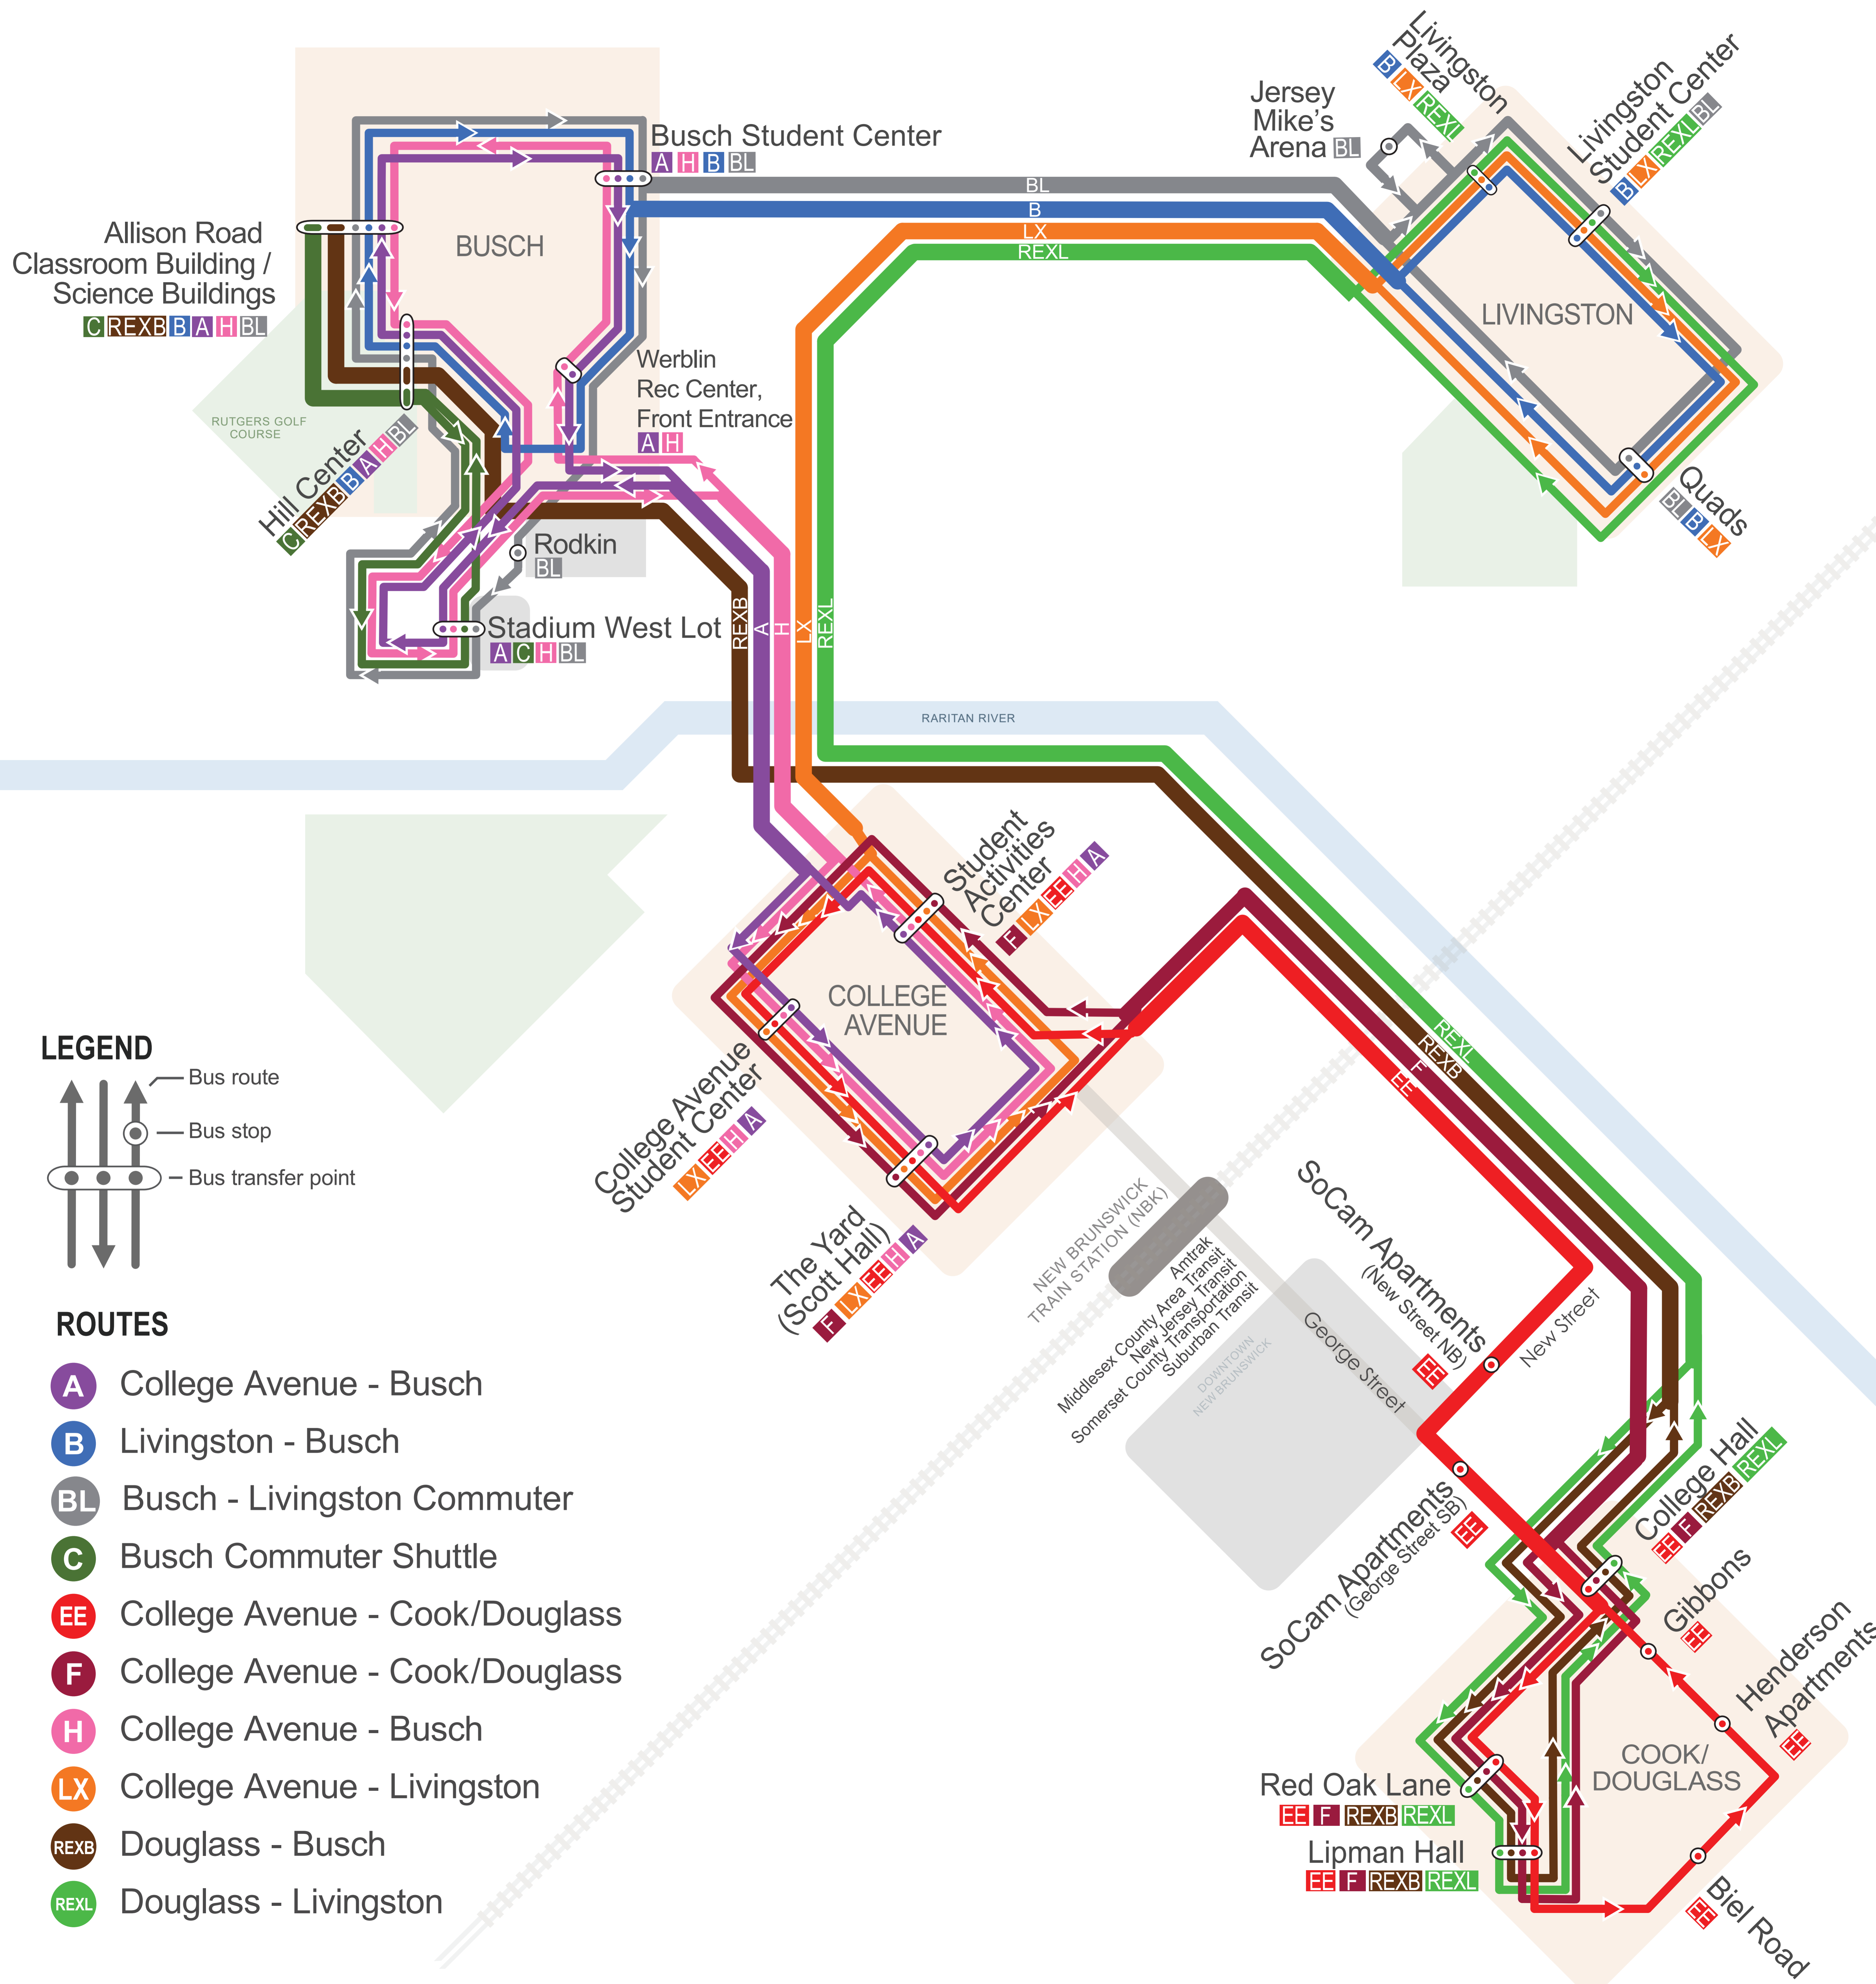 Busch Student Center
A H B BL
Allison Road
Classroom Building /
Science Buildings
C REXB B A H BL
BUSCH
Werblin
Rec Center,
Front Entrance
A H
RUTGERS GOLF
COURSE
Hill Center
C REXB B A H BL
Rodkin
BL
Stadium West Lot
A C H BL
BL
B
LX
REXL
Jersey
Mike's
Arena BL
Livingston
Plaza
B LX REXL
Livingston
Student Center
B LX REXL BL
LIVINGSTON
Quads
BL B LX
REXB
A
H
LX
REXL
RARITAN RIVER
Student
Activities
Center
F LX EE H A
COLLEGE
AVENUE
College Avenue
Student Center
LX EE H A
The Yard
(Scott Hall)
F LX EE H A
REXL
REXB
F
EE
NEW BRUNSWICK
TRAIN STATION (NBK)
Amtrak
Middlesex County Area Transit
New Jersey Transit
Somerset County Transportation
Suburban Transit
DOWNTOWN
NEW BRUNSWICK
George Street
SoCam Apartments
(New Street NB)
EE
New Street
SoCam Apartments
(George Street SB)
EE
College Hall
EE F REXB REXL
Gibbons
EE
Henderson
Apartments
EE
COOK/
DOUGLASS
Red Oak Lane
EE F REXB REXL
Lipman Hall
EE F REXB REXL
Biel Road
EE
LEGEND
Bus route
Bus stop
Bus transfer point
ROUTES
A College Avenue - Busch
B Livingston - Busch
BL Busch - Livingston Commuter
C Busch Commuter Shuttle
EE College Avenue - Cook/Douglass
F College Avenue - Cook/Douglass
H College Avenue - Busch
LX College Avenue - Livingston
REXB Douglass - Busch
REXL Douglass - Livingston